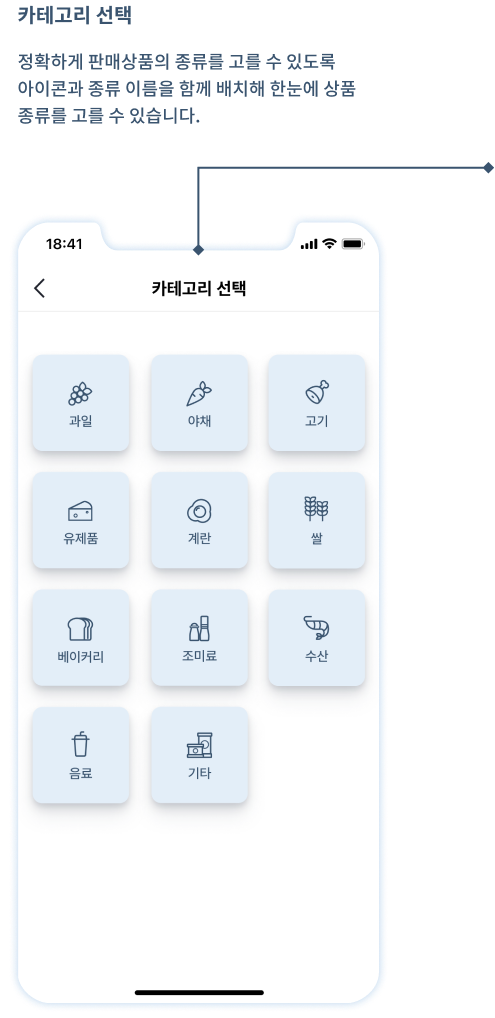 카테고리 선택
정확하게 판매상품의 종류를 고를 수 있도록
아이콘과 종류 이름을 함께 배치해 한눈에 상품
종류를 고를 수 있습니다.
18:41
카테고리 선택
과일
야채
고기
유제품
계란
쌀
베이커리
조미료
수산
음료
기타